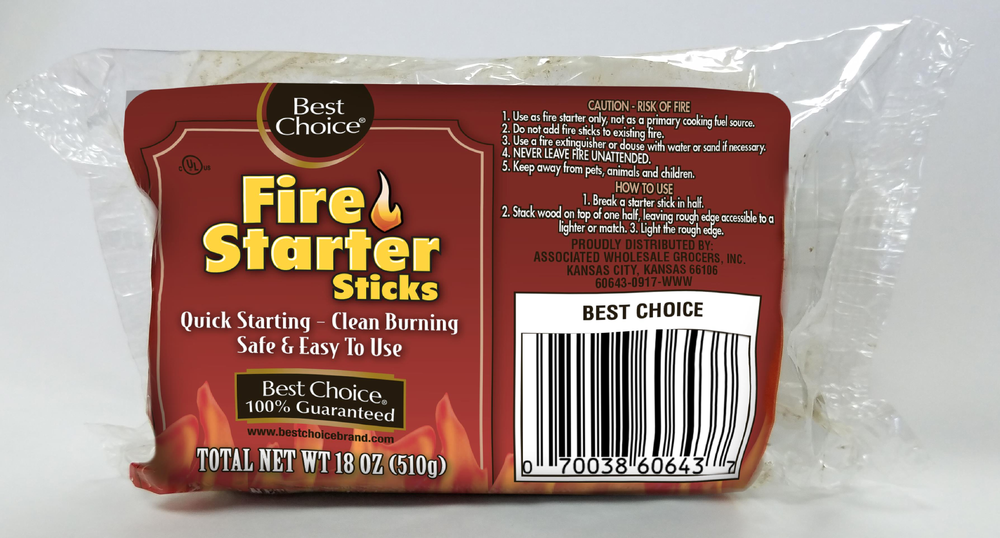 Best
Choice®
C UL US
Fire
Starter
Sticks
Quick Starting - Clean Burning
Safe & Easy To Use
Best Choice®
100% Guaranteed
www.bestchoicebrand.com
TOTAL NET WT 18 OZ (510g)
CAUTION - RISK OF FIRE
1. Use as fire starter only, not as a primary cooking fuel source.
2. Do not add fire sticks to existing fire.
3. Use a fire extinguisher or douse with water or sand if necessary.
4. NEVER LEAVE FIRE UNATTENDED.
5. Keep away from pets, animals and children.
HOW TO USE
1. Break a starter stick in half.
2. Stack wood on top of one half, leaving rough edge accessible to a
lighter or match. 3. Light the rough edge.
PROUDLY DISTRIBUTED BY:
ASSOCIATED WHOLESALE GROCERS, INC.
KANSAS CITY, KANSAS 66106
60643-0917-WWW
BEST CHOICE
0 70038 60643 7